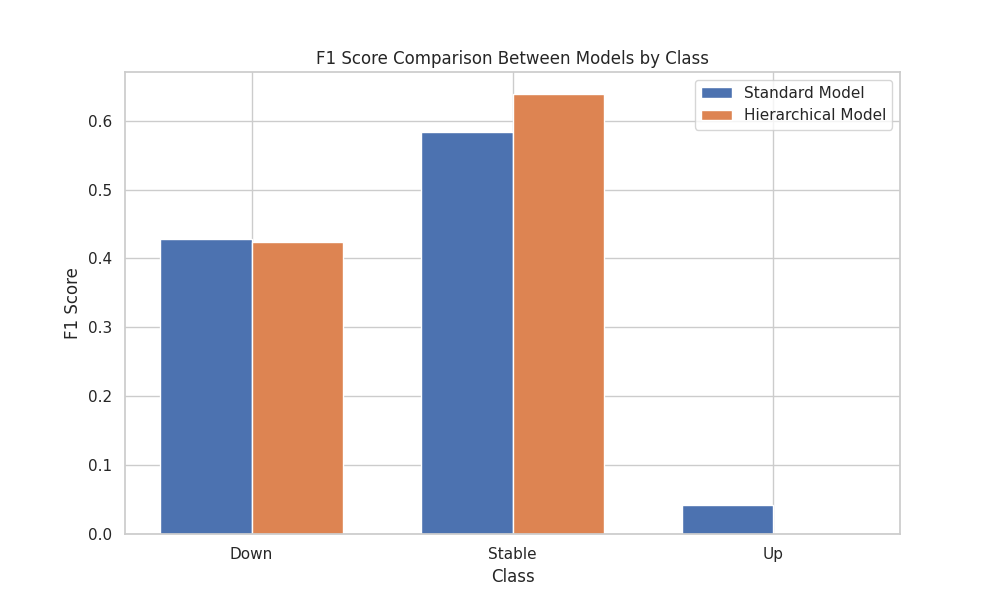 F1 Score Comparison Between Models by Class
Standard Model
Hierarchical Model
F1 Score
0.6
0.5
0.4
0.3
0.2
0.1
0.0
Down Stable Up
Class